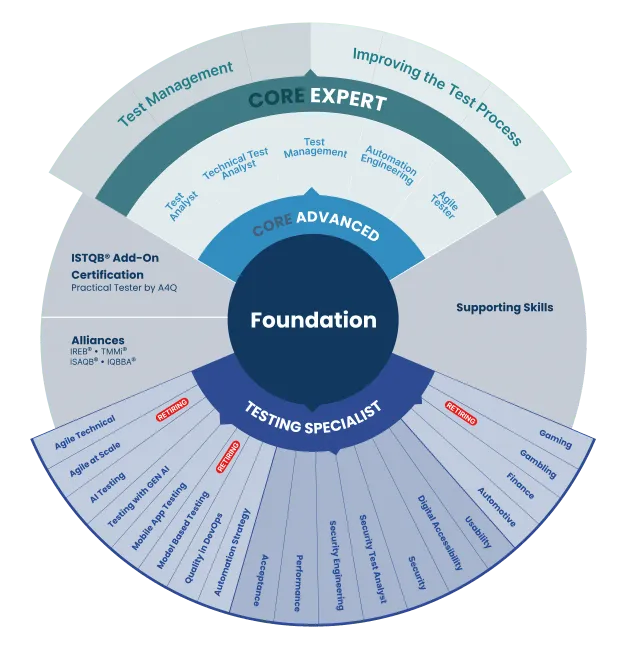 Test Management
Improving the Test Process
CORE EXPERT
Test
Analyst
Technical Test
Analyst
Test
Management
Automation
Engineering
Agile
Tester
CORE ADVANCED
ISTQB® Add-On
Certification
Practical Tester by A4Q
Foundation
Supporting Skills
Alliances
IREB® • TMMi®
iSAQB® • IQBBA®
TESTING SPECIALIST
Agile Technical
RETIRING
Agile at Scale
AI Testing
Testing with GEN AI
Mobile App Testing
RETIRING
Model Based Testing
Quality in DevOps
Automation Strategy
Acceptance
Performance
Security Engineering
Security Test Analyst
Security
Digital Accessibility
Usability
Automotive
Finance
Gambling
RETIRING
Gaming